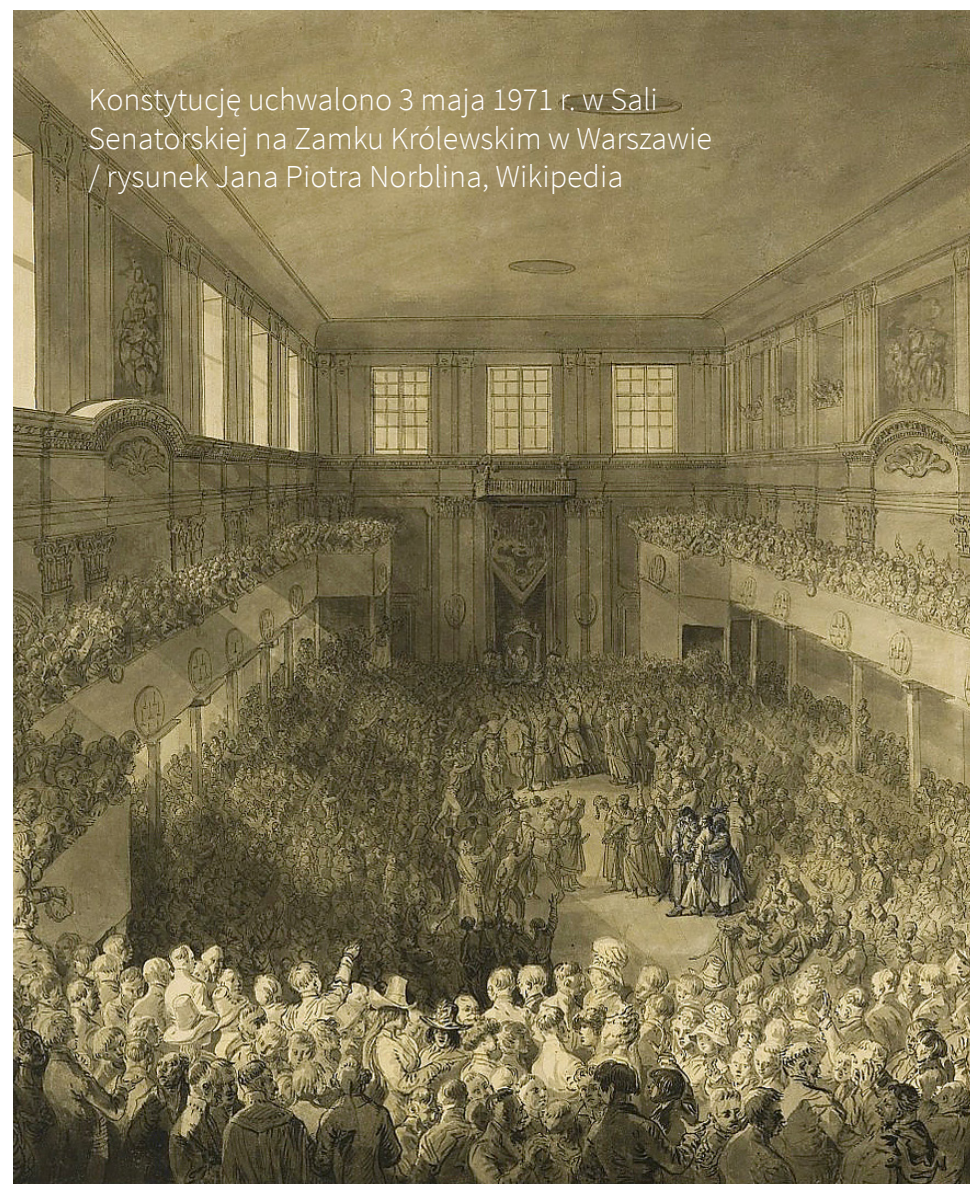 Konstytucję uchwalono 3 maja 1971 r. w Sali
Senatorskiej na Zamku Królewskim w Warszawie
/ rysunek Jana Piotra Norblina, Wikipedia